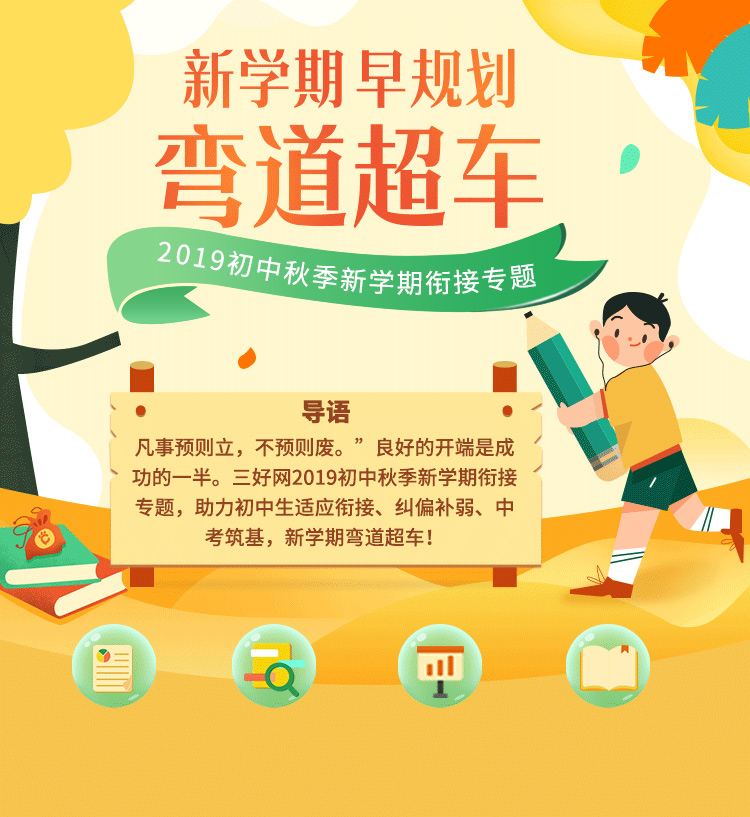 新学期 早规划
弯道超车
2019初中秋季新学期衔接专题
导语
凡事预则立，不预则废。”良好的开端是成
功的一半。三好网2019初中秋季新学期衔接
专题，助力初中生适应衔接、纠偏补弱、中
考筑基，新学期弯道超车！